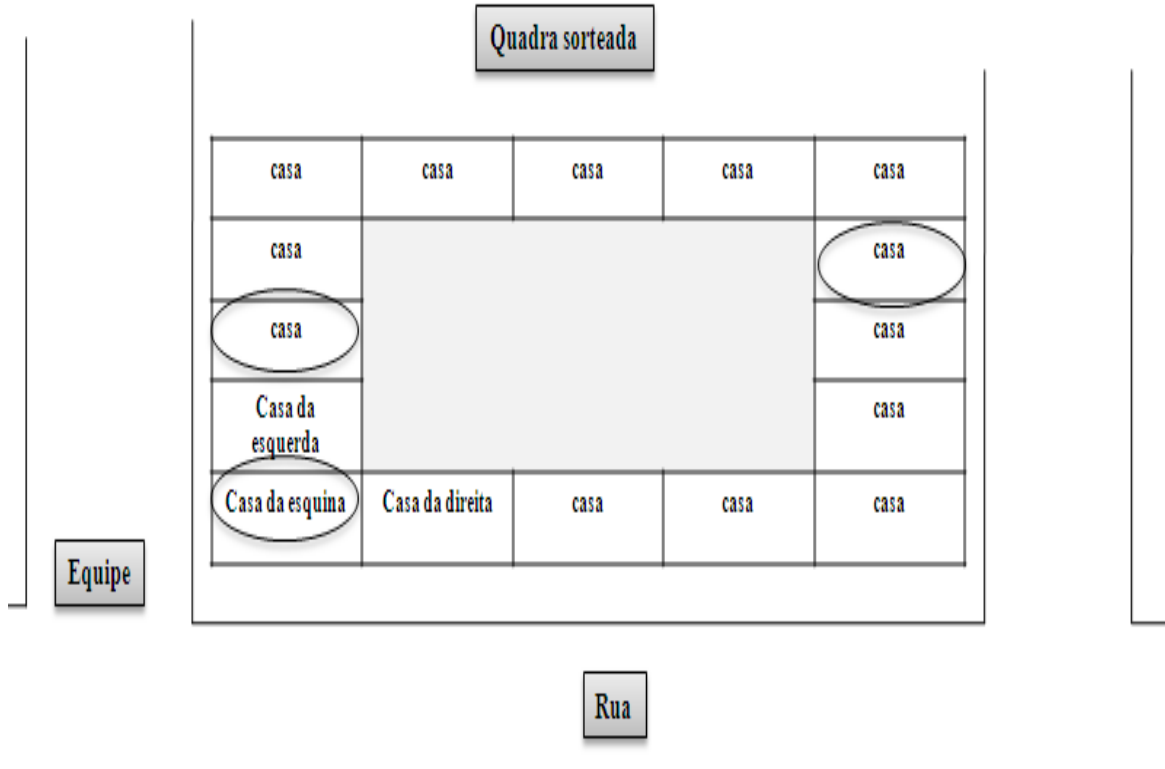 Quadra sorteada
casa casa casa casa casa
casa casa
casa casa
Casa da
esquerda
casa
Casa da esquina Casa da direita casa casa casa
Equipe
Rua